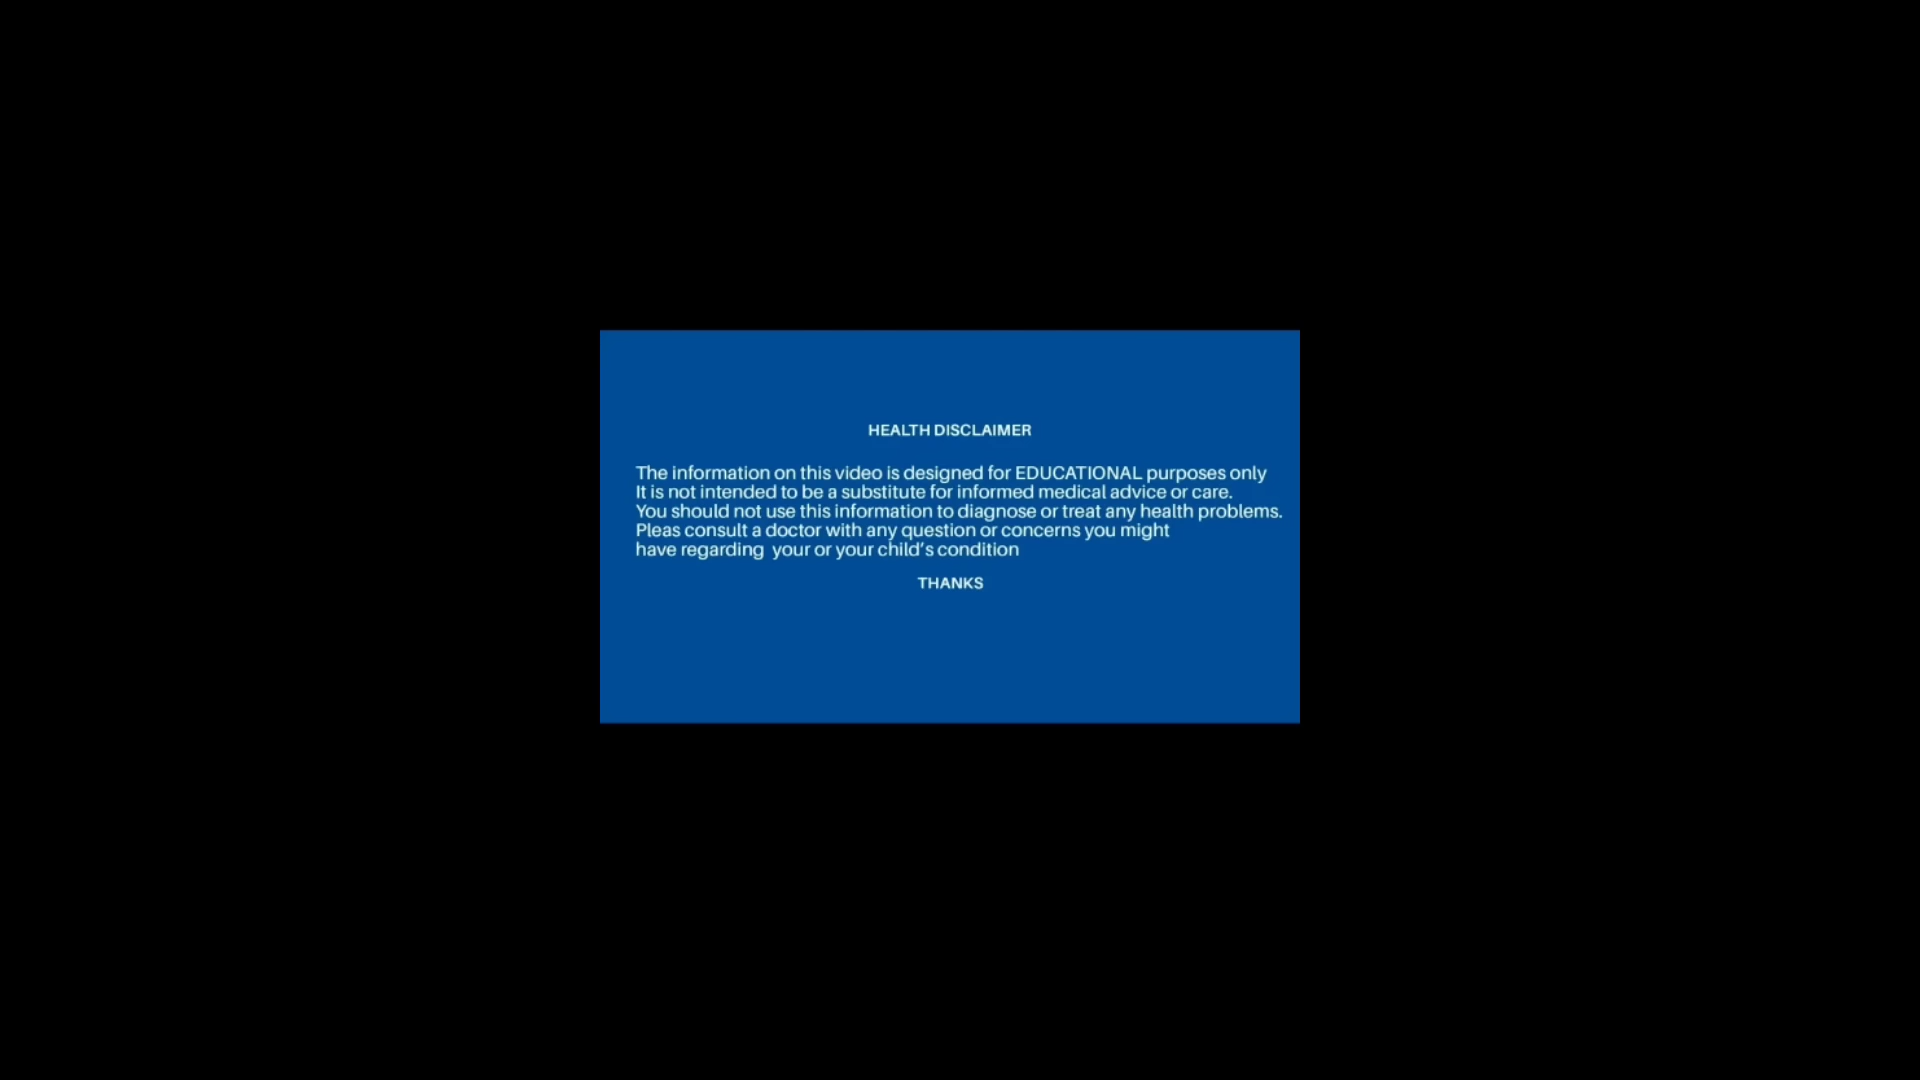 HEALTH DISCLAIMER
The information on this video is designed for EDUCATIONAL purposes only
It is not intended to be a substitute for informed medical advice or care.
You should not use this information to diagnose or treat any health problems.
Pleas consult a doctor with any question or concerns you might
have regarding  your or your child’s condition
THANKS